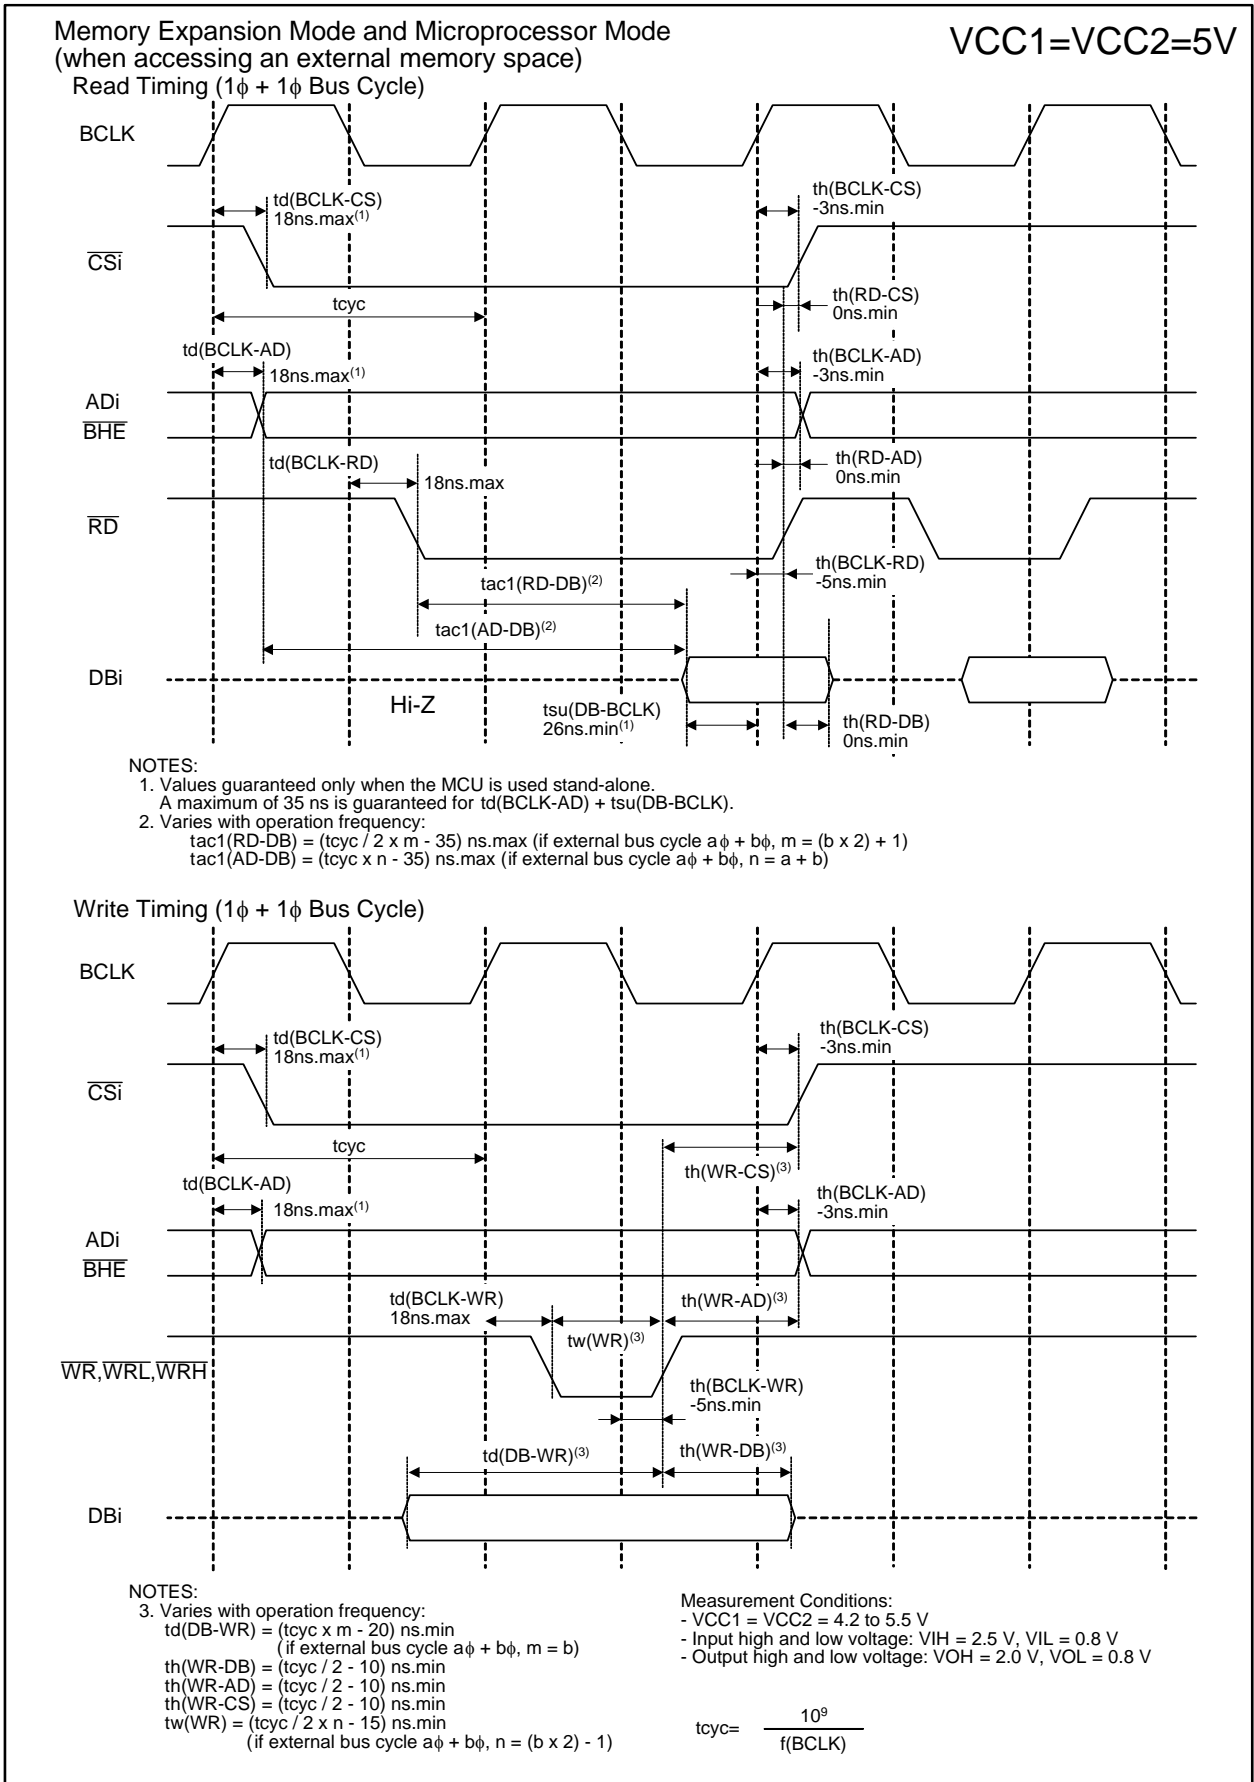 Memory Expansion Mode and Microprocessor Mode
(when accessing an external memory space)
VCC1=VCC2=5V
Read Timing (1ϕ + 1ϕ Bus Cycle)
BCLK
td(BCLK-CS)
18ns.max(1)
th(BCLK-CS)
-3ns.min
CSi
tcyc
th(RD-CS)
0ns.min
td(BCLK-AD)
18ns.max(1)
th(BCLK-AD)
-3ns.min
ADi
BHE
td(BCLK-RD)
18ns.max
th(RD-AD)
0ns.min
RD
th(BCLK-RD)
-5ns.min
tac1(RD-DB)(2)
tac1(AD-DB)(2)
DBi
Hi-Z
tsu(DB-BCLK)
26ns.min(1)
th(RD-DB)
0ns.min
NOTES:
1. Values guaranteed only when the MCU is used stand-alone.
A maximum of 35 ns is guaranteed for td(BCLK-AD) + tsu(DB-BCLK).
2. Varies with operation frequency:
tac1(RD-DB) = (tcyc / 2 x m - 35) ns.max (if external bus cycle aϕ + bϕ, m = (b x 2) + 1)
tac1(AD-DB) = (tcyc x n - 35) ns.max (if external bus cycle aϕ + bϕ, n = a + b)
Write Timing (1ϕ + 1ϕ Bus Cycle)
BCLK
td(BCLK-CS)
18ns.max(1)
th(BCLK-CS)
-3ns.min
CSi
tcyc
th(WR-CS)(3)
td(BCLK-AD)
18ns.max(1)
th(BCLK-AD)
-3ns.min
ADi
BHE
td(BCLK-WR)
18ns.max
tw(WR)(3)
th(WR-AD)(3)
WR,WRL,WRH
th(BCLK-WR)
-5ns.min
td(DB-WR)(3)
th(WR-DB)(3)
DBi
NOTES:
3. Varies with operation frequency:
td(DB-WR) = (tcyc x m - 20) ns.min
(if external bus cycle aϕ + bϕ, m = b)
th(WR-DB) = (tcyc / 2 - 10) ns.min
th(WR-AD) = (tcyc / 2 - 10) ns.min
th(WR-CS) = (tcyc / 2 - 10) ns.min
tw(WR) = (tcyc / 2 x n - 15) ns.min
(if external bus cycle aϕ + bϕ, n = (b x 2) - 1)
Measurement Conditions:
- VCC1 = VCC2 = 4.2 to 5.5 V
- Input high and low voltage: VIH = 2.5 V, VIL = 0.8 V
- Output high and low voltage: VOH = 2.0 V, VOL = 0.8 V
tcyc=
10⁹
f(BCLK)